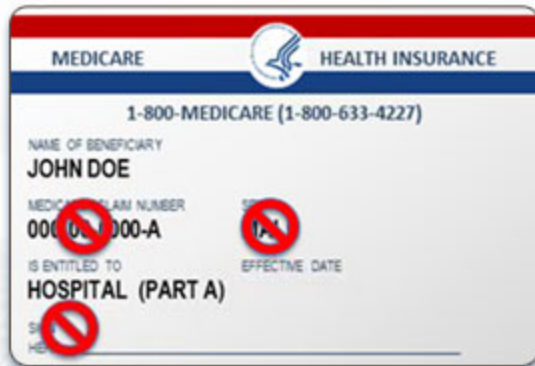 MEDICARE HEALTH INSURANCE
1-800-MEDICARE (1-800-633-4227)
NAME OF BENEFICIARY
JOHN DOE
NUMBER
IS ENTITLED TO EFFECTIVE DATE
HOSPITAL (PART A)